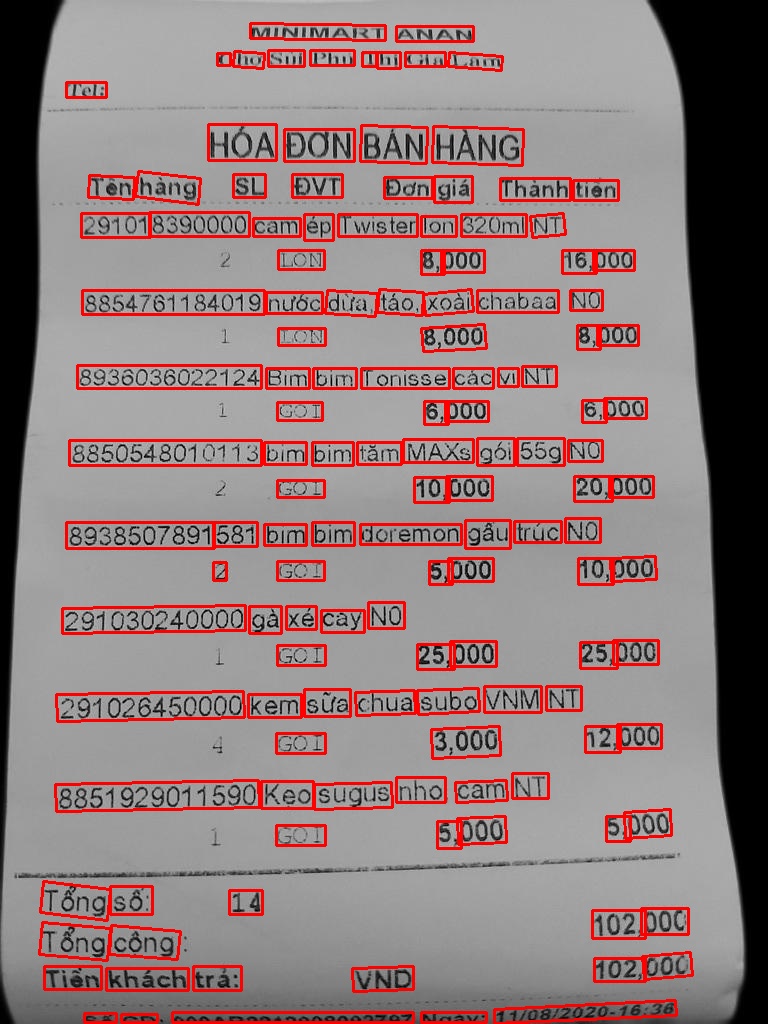 MINIMART ANAN
Chợ Sủi Phú Thị Gia Lâm
Tel:
HÓA ĐƠN BÁN HÀNG
Tên hàng SL ĐVT Đơn giá Thành tiền
291018390000 cam ép Twister lon 320ml NT
2 LON 8,000 16,000
8854761184019 nước dừa, táo, xoài chabaa N0
1 LON 8,000 8,000
8936036022124 Bim bim Tonisse các vị NT
1 GOI 6,000 6,000
8850548010113 bim bim tăm MAXs gói 55g N0
2 GOI 10,000 20,000
8938507891581 bim bim doremon gấu trúc N0
2 GOI 5,000 10,000
291030240000 gà xé cay N0
1 GOI 25,000 25,000
291026450000 kem sữa chua subo VNM NT
4 GOI 3,000 12,000
8851929011590 Kẹo sugus nho cam NT
1 GOI 5,000 5,000
Tổng số: 14
102,000
Tổng cộng :
Tiền khách trả: VND 102,000
Số GD: Ngày: 11/08/2020-16:36